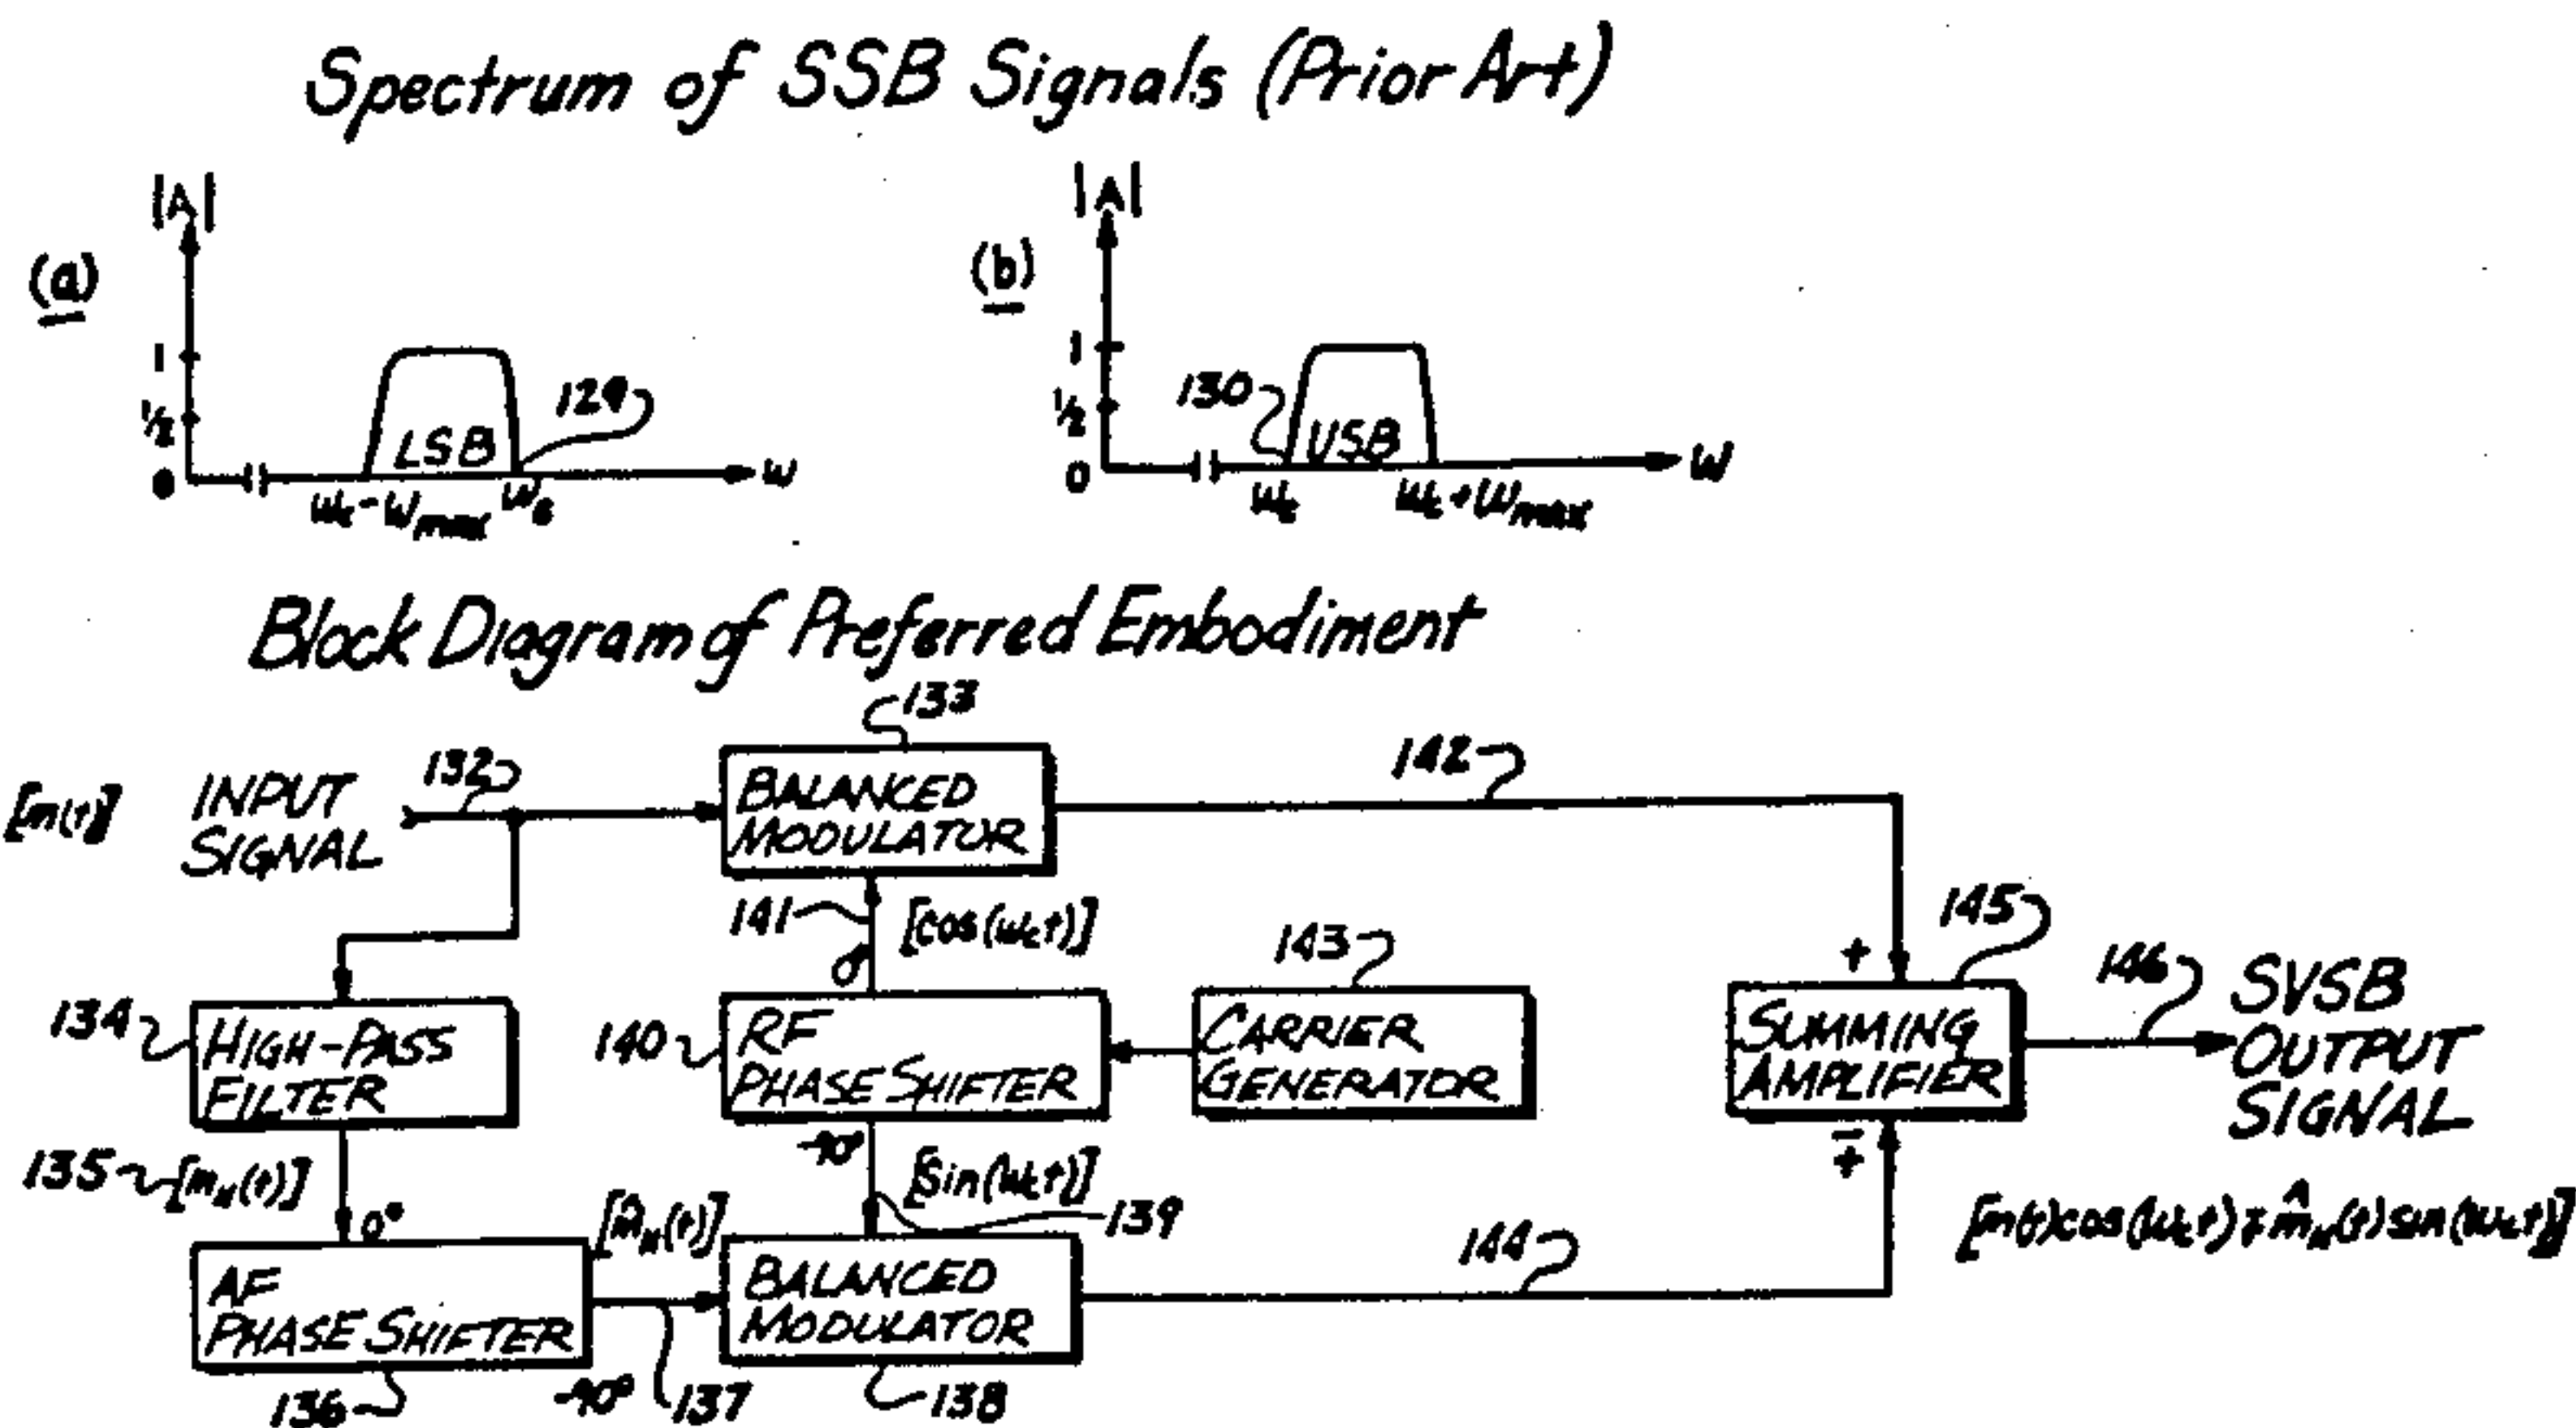 Spectrum of SSB Signals (Prior Art)
(a)
|A|
1
1/2
0
LSB
129
ωc-ωmax
ωc
ω
(b)
|A|
1
1/2
0
130
USB
ωc
ωc+ωmax
ω
Block Diagram of Preferred Embodiment
[m(t)]
INPUT
SIGNAL
132
133
BALANCED
MODULATOR
142
141
[cos(ωct)]
0°
134
HIGH-PASS
FILTER
140
RF
PHASE SHIFTER
143
CARRIER
GENERATOR
+
145
SUMMING
AMPLIFIER
∓
146
SVSB
OUTPUT
SIGNAL
135
[mH(t)]
0°
-90°
[sin(ωct)]
139
[m̂H(t)]
AF
PHASE SHIFTER
136
-90°
137
BALANCED
MODULATOR
138
144
[m(t)cos(ωct)∓m̂H(t)sin(ωct)]